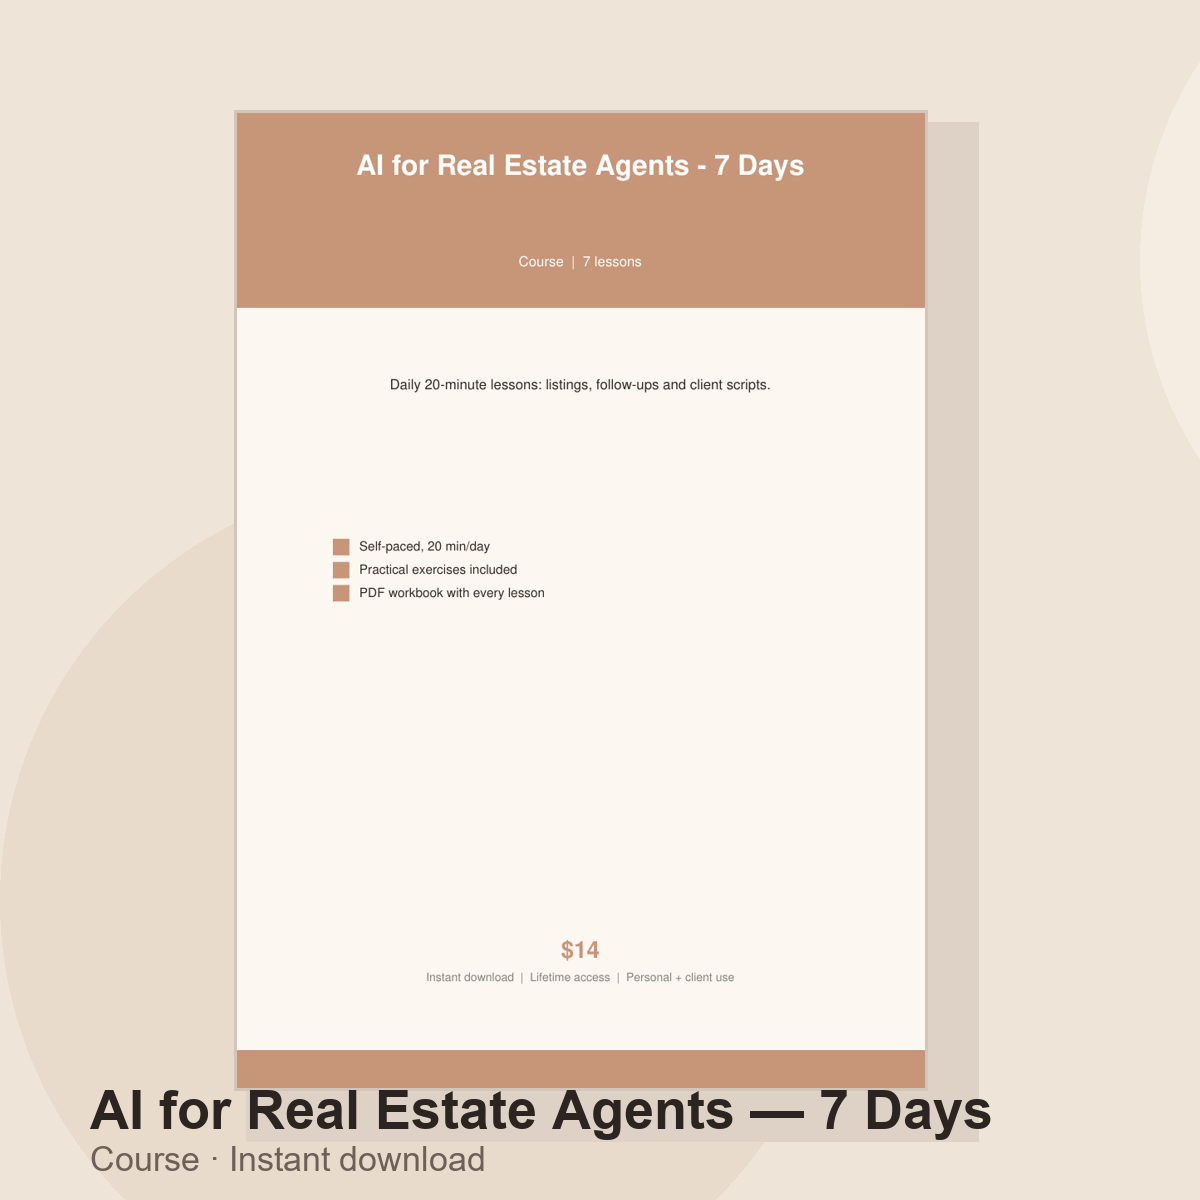 AI for Real Estate Agents - 7 Days
Course | 7 lessons
Daily 20-minute lessons: listings, follow-ups and client scripts.
Self-paced, 20 min/day
Practical exercises included
PDF workbook with every lesson
$14
Instant download | Lifetime access | Personal + client use
AI for Real Estate Agents — 7 Days
Course · Instant download